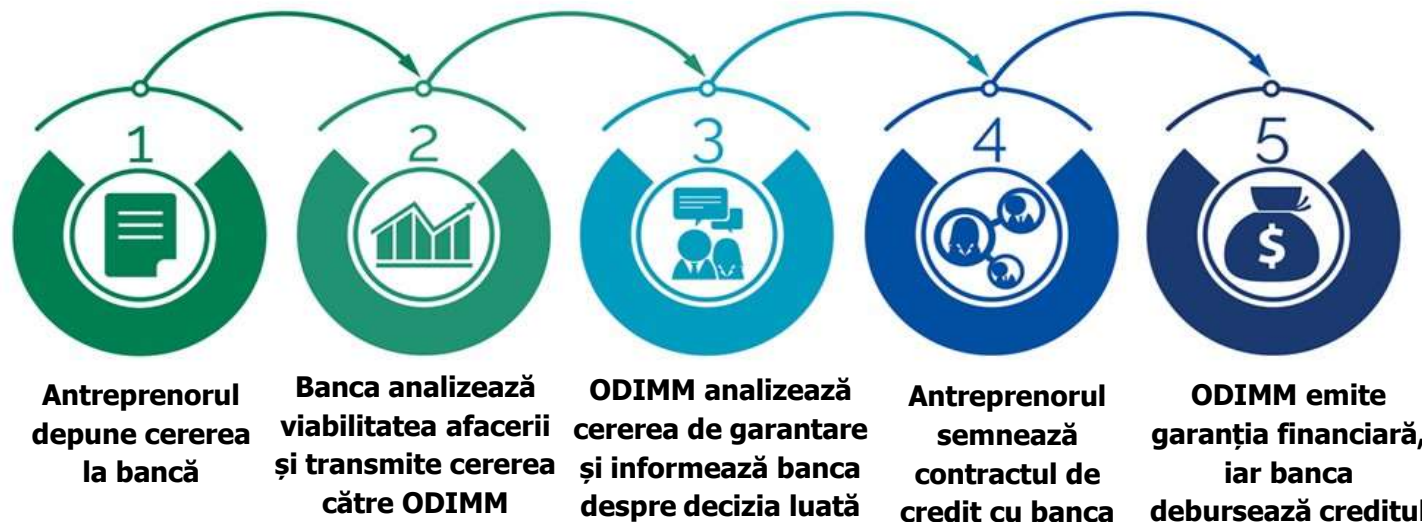 1
Antreprenorul
depune cererea
la bancă
2
Banca analizează
viabilitatea afacerii
și transmite cererea
către ODIMM
3
ODIMM analizează
cererea de garantare
și informează banca
despre decizia luată
4
Antreprenorul
semnează
contractul de
credit cu banca
5
$
ODIMM emite
garanția financiară,
iar banca
debursează creditul